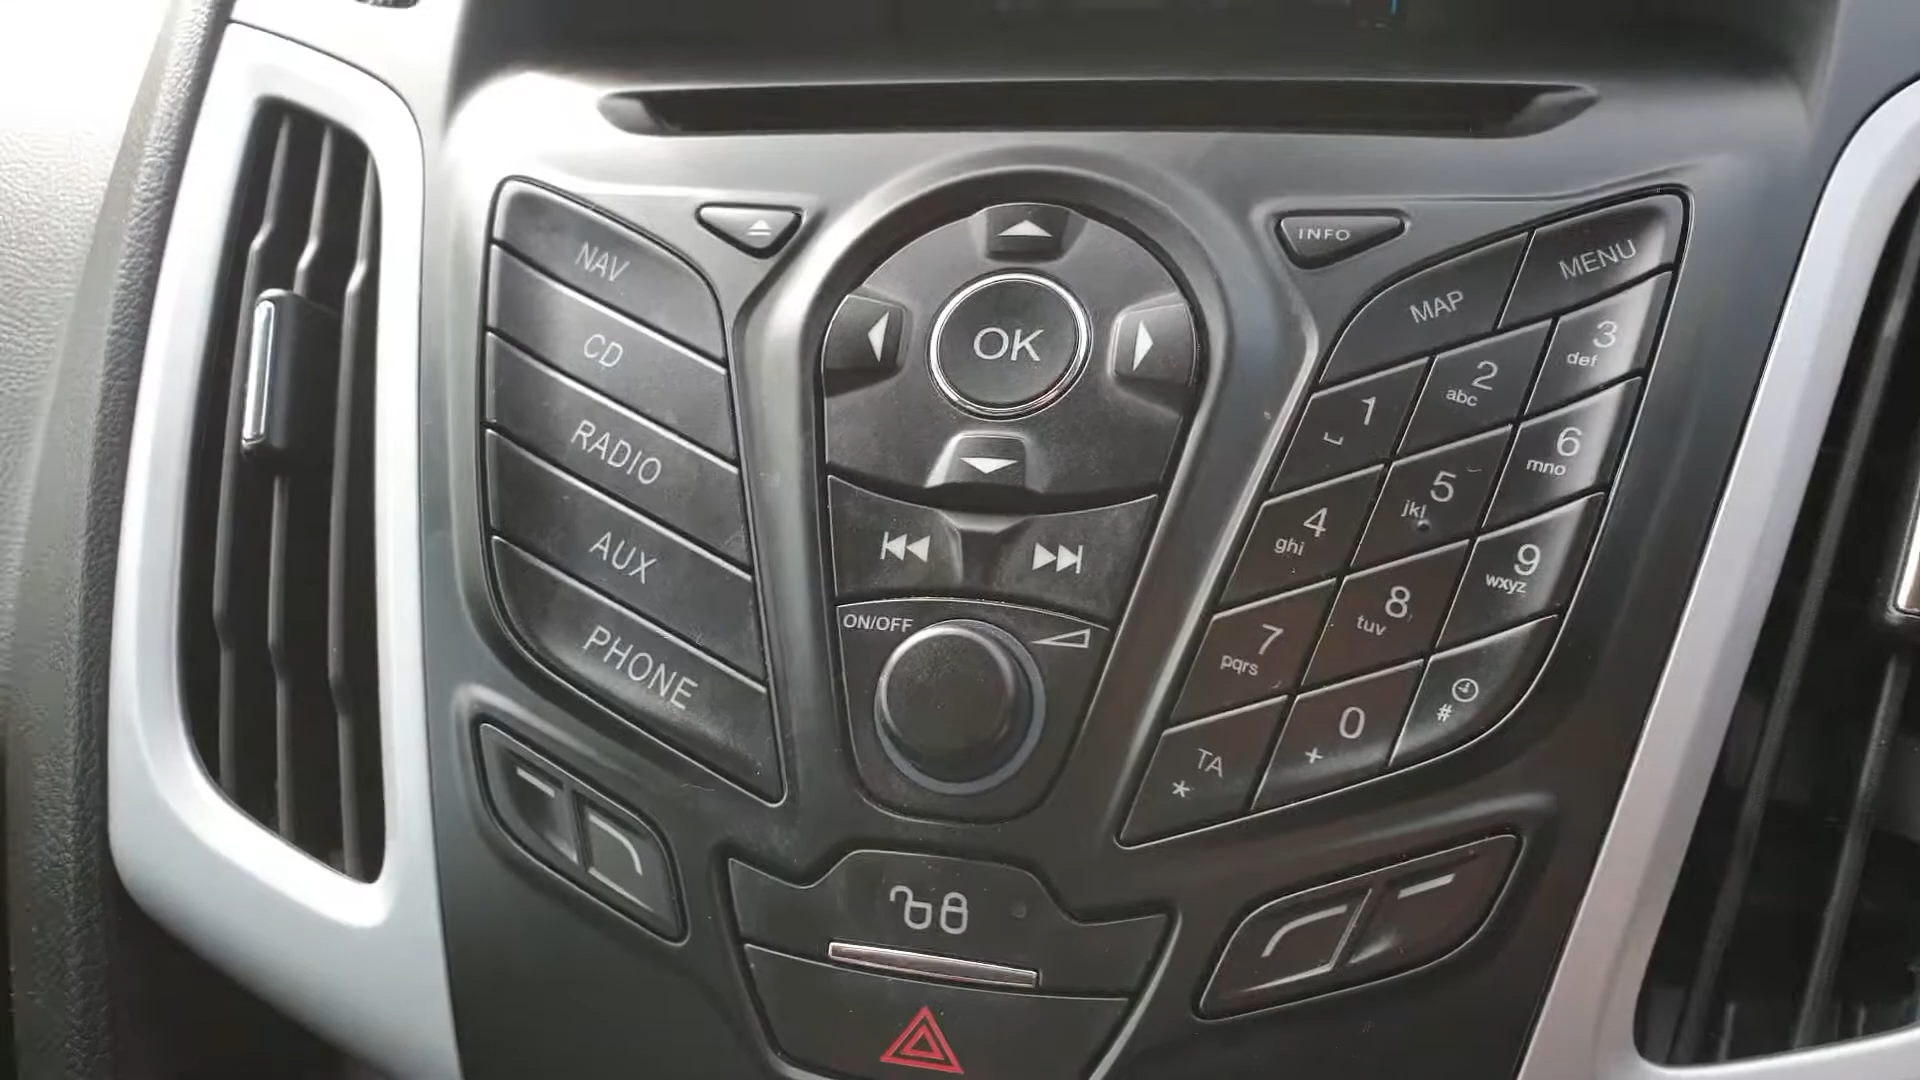 NAV
CD
RADIO
AUX
PHONE
OK
ON/OFF
INFO
MAP
MENU
1
2
abc
3
def
4
ghi
5
jkl
6
mno
7
pqrs
8
tuv
9
wxyz
TA
*
0
+
#